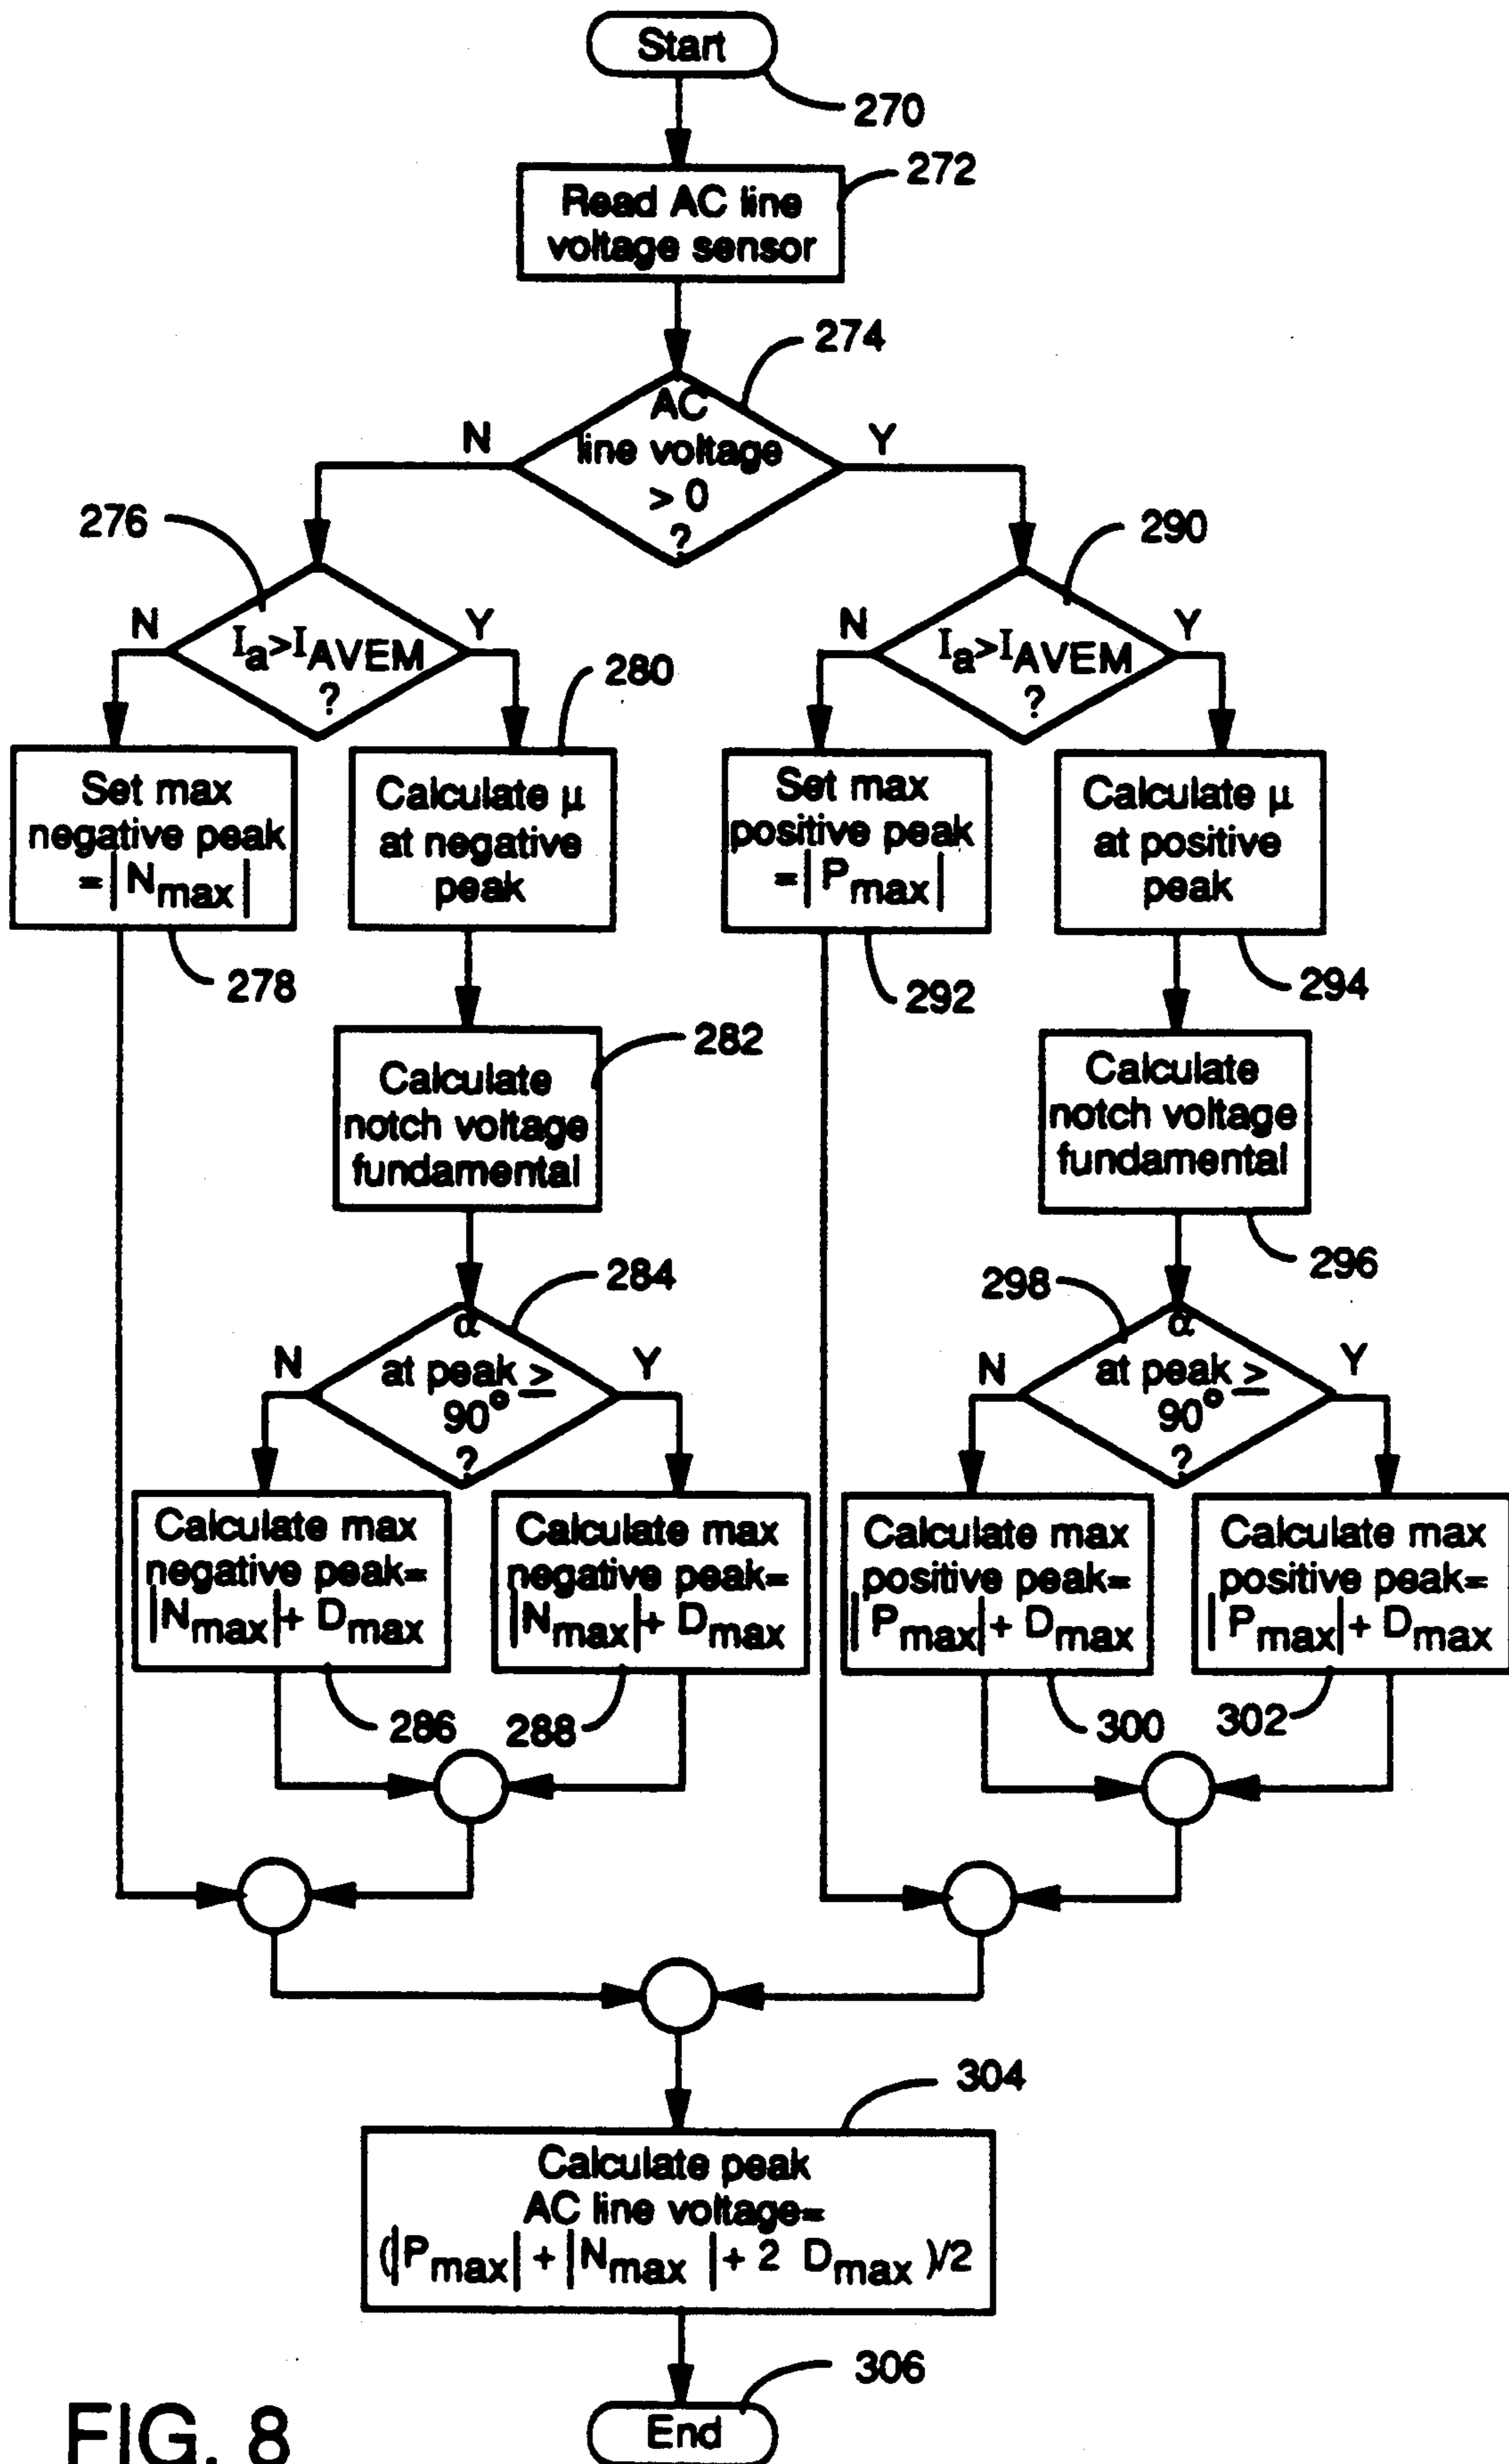 Start
270
272
Read AC line
voltage sensor
274
AC
line voltage
> 0
?
N
Y
276
290
N
Y
Ia>IAVEM
?
N
Y
Ia>IAVEM
?
280
Set max
negative peak
=|Nmax|
278
Calculate μ
at negative
peak
Set max
positive peak
=|Pmax|
292
Calculate μ
at positive
peak
294
282
Calculate
notch voltage
fundamental
Calculate
notch voltage
fundamental
296
284
298
N
α
at peak ≥
90°
?
Y
N
α
at peak ≥
90°
?
Y
Calculate max
negative peak=
|Nmax|+ Dmax
286
Calculate max
negative peak=
|Nmax|+ Dmax
288
Calculate max
positive peak=
|Pmax|+ Dmax
300
Calculate max
positive peak=
|Pmax|+ Dmax
302
304
Calculate peak
AC line voltage=
(|Pmax|+|Nmax |+ 2 Dmax )/2
306
End
FIG. 8